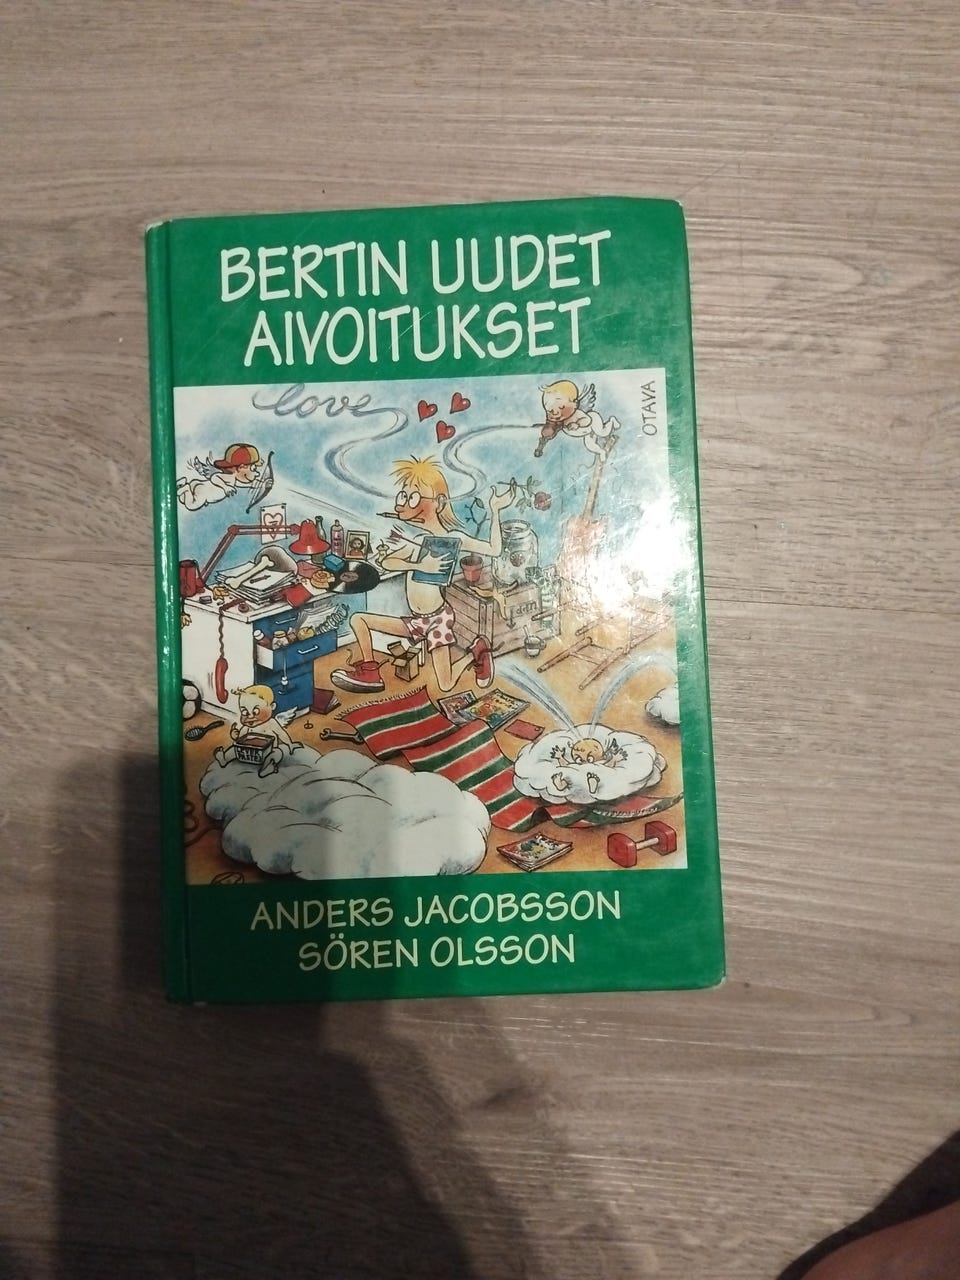 BERTIN UUDET
AIVOITUKSET
love
OTAVA
ANDERS JACOBSSON
SÖREN OLSSON